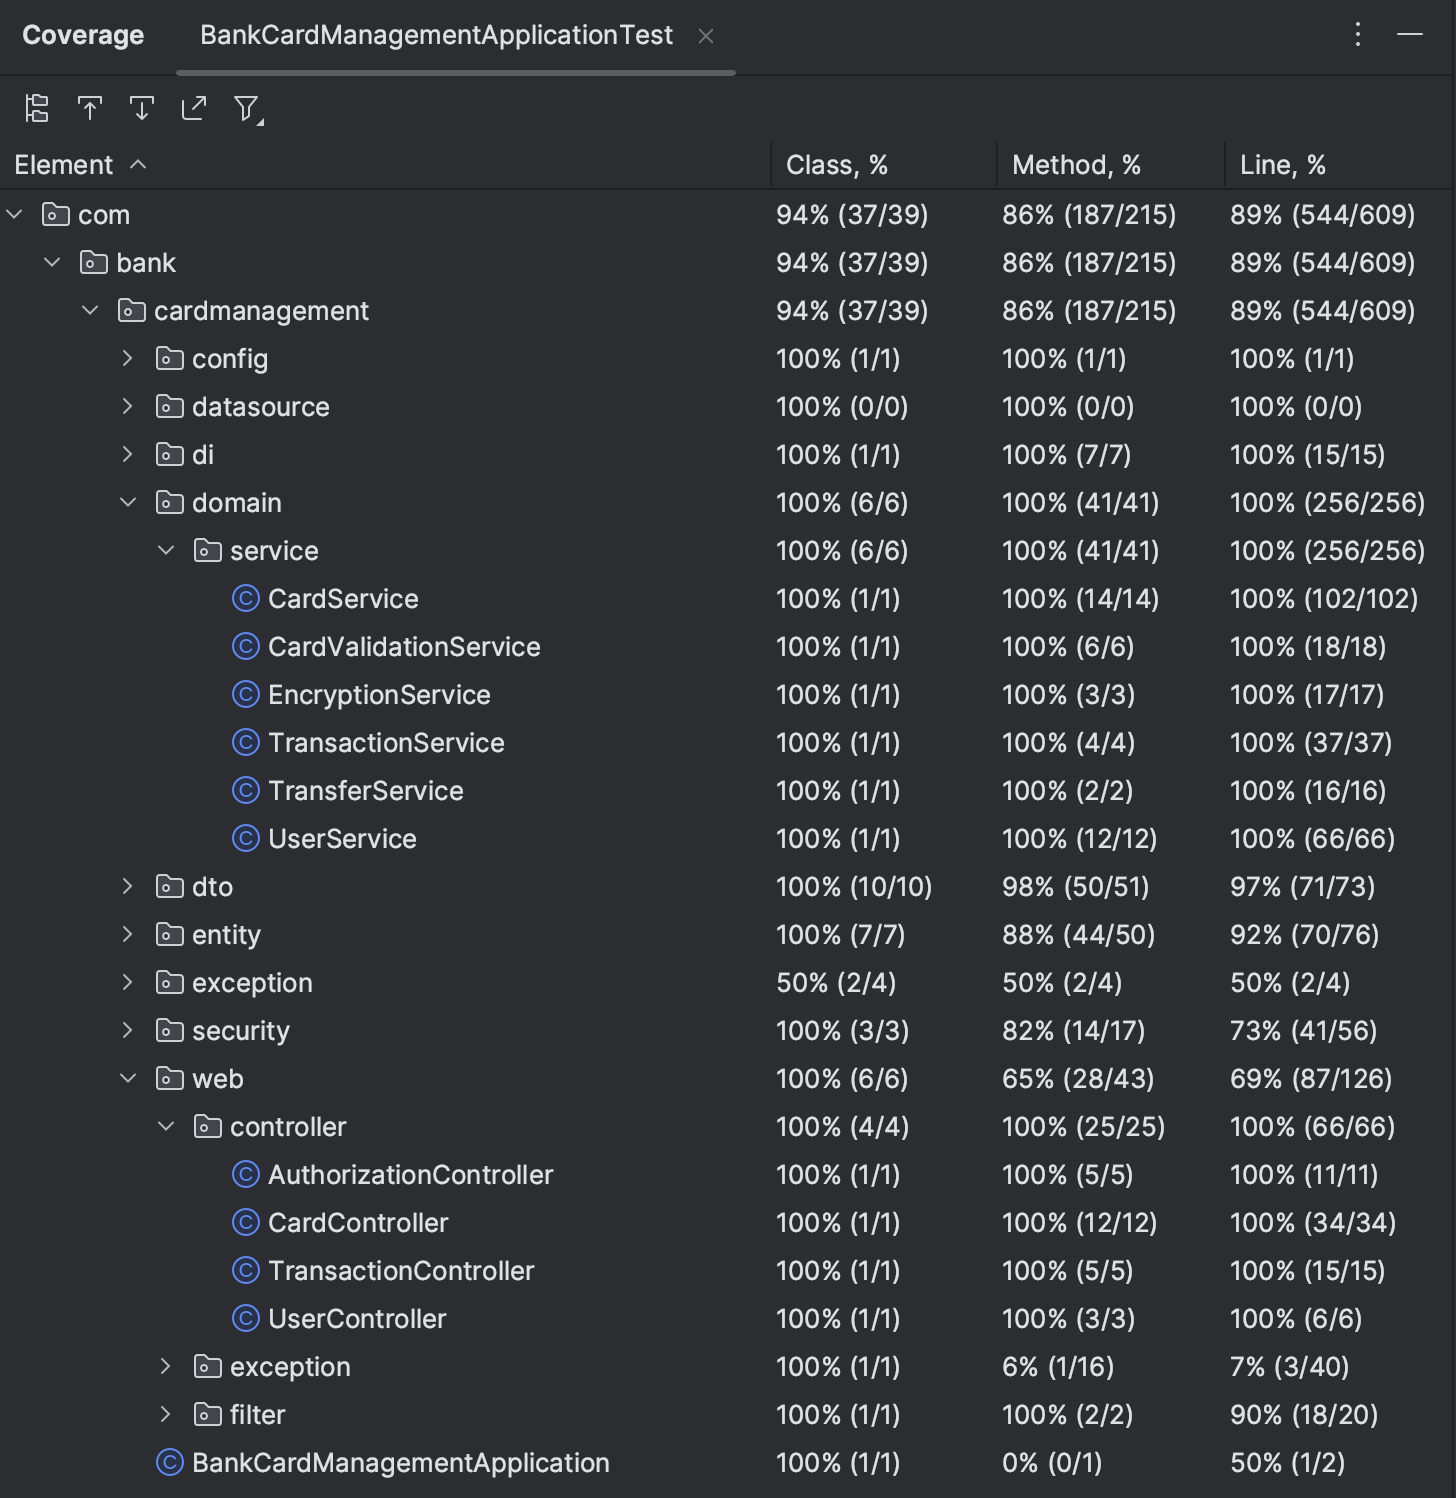 Coverage BankCardManagementApplicationTest
Element Class, % Method, % Line, %
com 94% (37/39) 86% (187/215) 89% (544/609)
bank 94% (37/39) 86% (187/215) 89% (544/609)
cardmanagement 94% (37/39) 86% (187/215) 89% (544/609)
config 100% (1/1) 100% (1/1) 100% (1/1)
datasource 100% (0/0) 100% (0/0) 100% (0/0)
di 100% (1/1) 100% (7/7) 100% (15/15)
domain 100% (6/6) 100% (41/41) 100% (256/256)
service 100% (6/6) 100% (41/41) 100% (256/256)
CardService 100% (1/1) 100% (14/14) 100% (102/102)
CardValidationService 100% (1/1) 100% (6/6) 100% (18/18)
EncryptionService 100% (1/1) 100% (3/3) 100% (17/17)
TransactionService 100% (1/1) 100% (4/4) 100% (37/37)
TransferService 100% (1/1) 100% (2/2) 100% (16/16)
UserService 100% (1/1) 100% (12/12) 100% (66/66)
dto 100% (10/10) 98% (50/51) 97% (71/73)
entity 100% (7/7) 88% (44/50) 92% (70/76)
exception 50% (2/4) 50% (2/4) 50% (2/4)
security 100% (3/3) 82% (14/17) 73% (41/56)
web 100% (6/6) 65% (28/43) 69% (87/126)
controller 100% (4/4) 100% (25/25) 100% (66/66)
AuthorizationController 100% (1/1) 100% (5/5) 100% (11/11)
CardController 100% (1/1) 100% (12/12) 100% (34/34)
TransactionController 100% (1/1) 100% (5/5) 100% (15/15)
UserController 100% (1/1) 100% (3/3) 100% (6/6)
exception 100% (1/1) 6% (1/16) 7% (3/40)
filter 100% (1/1) 100% (2/2) 90% (18/20)
BankCardManagementApplication 100% (1/1) 0% (0/1) 50% (1/2)